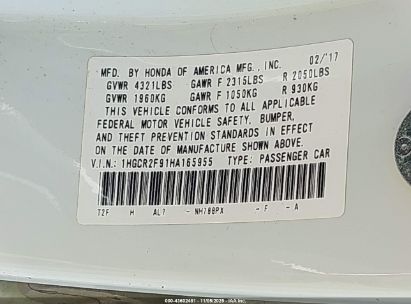 MFD. BY HONDA OF AMERICA MFG., INC. 02/'17
GVWR 4321LBS GAWR F 2315LBS R 2050LBS
GVWR 1960KG GAWR F 1050KG R 930KG
THIS VEHICLE CONFORMS TO ALL APPLICABLE
FEDERAL MOTOR VEHICLE SAFETY, BUMPER,
AND THEFT PREVENTION STANDARDS IN EFFECT
ON THE DATE OF MANUFACTURE SHOWN ABOVE.
V.I.N.: 1HGCR2F91HA165955 TYPE: PASSENGER CAR
T2F H AL7 - NH788PX - F - A